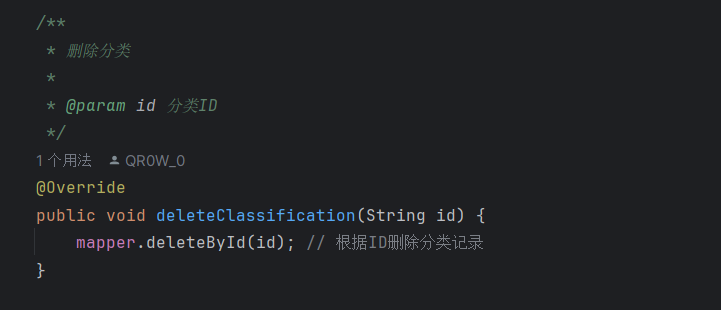 /**
 * 删除分类
 *
 * @param id 分类ID
 */
1 个用法 QR0W_0
@Override
public void deleteClassification(String id) {
    mapper.deleteById(id); // 根据ID删除分类记录
}